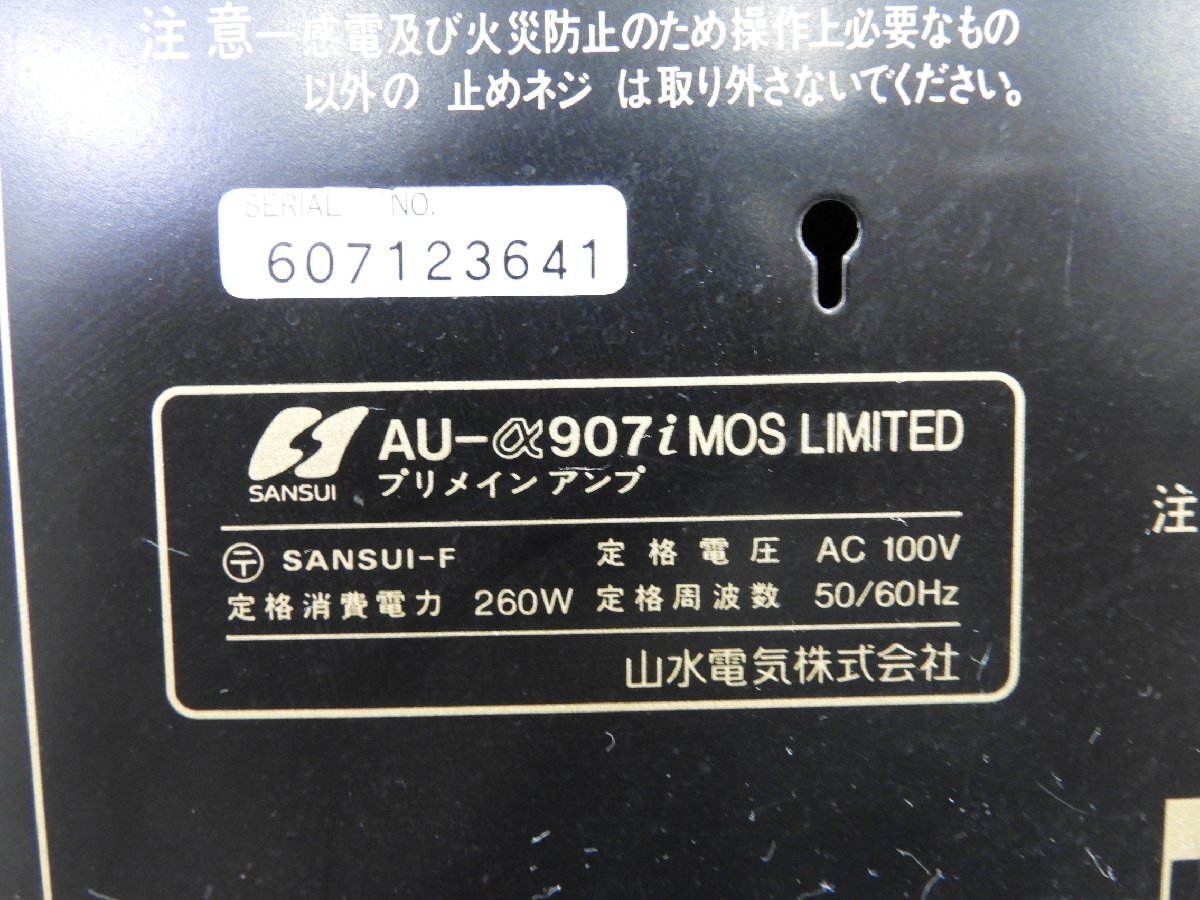 注意ー感電及び火災防止のため操作上必要なもの
以外の 止めネジ は取り外さないでください。
SERIAL NO.
607123641
AU-α907i MOS LIMITED
SANSUI
プリメイン アンプ
〒 SANSUI-F 定格電圧 AC 100V
定格消費電力 260W 定格周波数 50/60Hz
山水電気株式会社
注